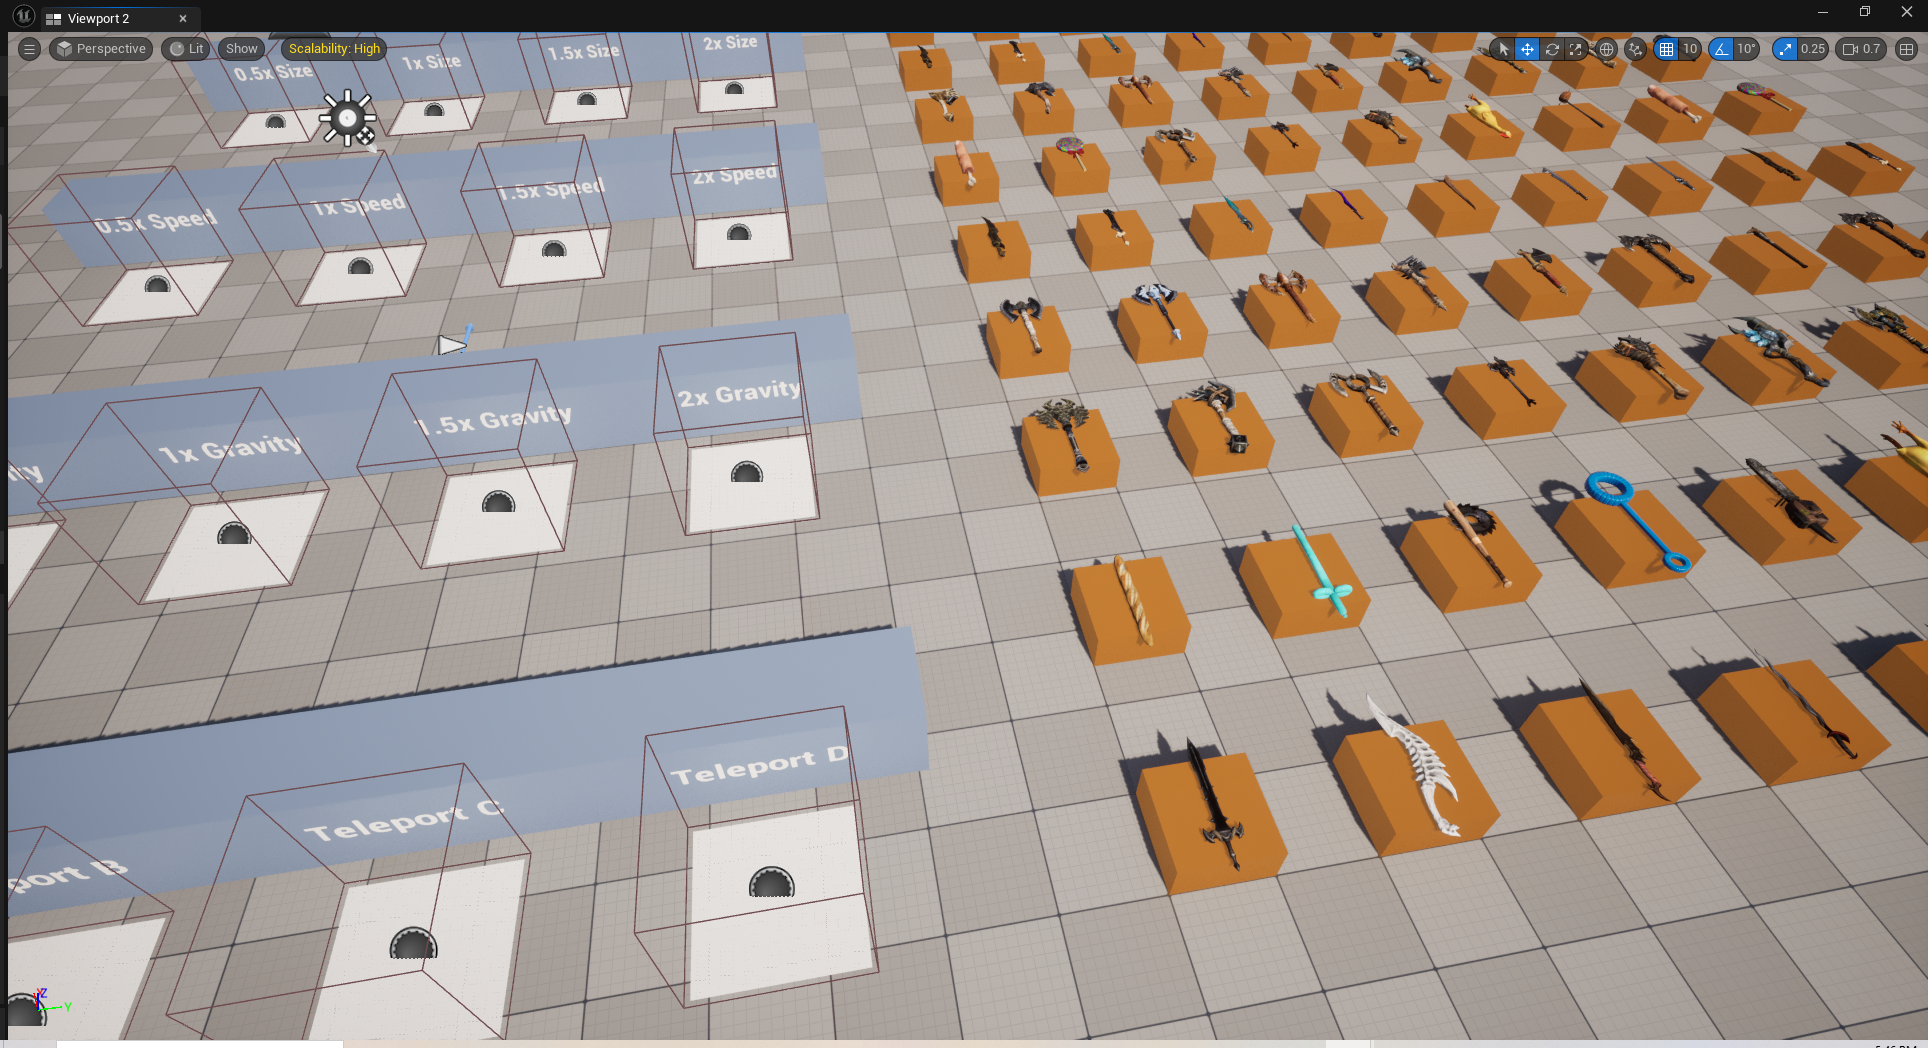 Viewport 2
Perspective
Lit
Show
Scalability: High
10
10°
0.25
0.7
0.5x Size
1x Size
1.5x Size
2x Size
0.5x Speed
1x Speed
1.5x Speed
2x Speed
1x Gravity
1.5x Gravity
2x Gravity
port B
Teleport C
Teleport D
Z
Y